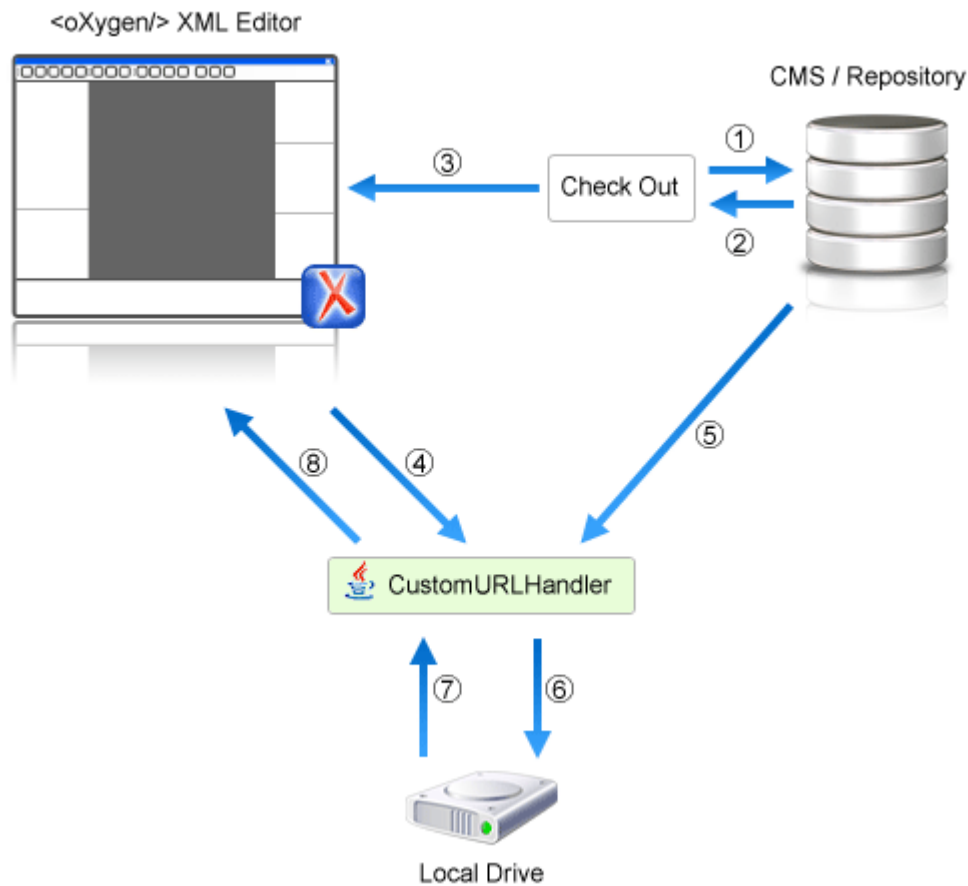 <oXygen/> XML Editor
CMS / Repository
①
③
Check Out
②
⑤
⑧
④
CustomURLHandler
⑦
⑥
Local Drive